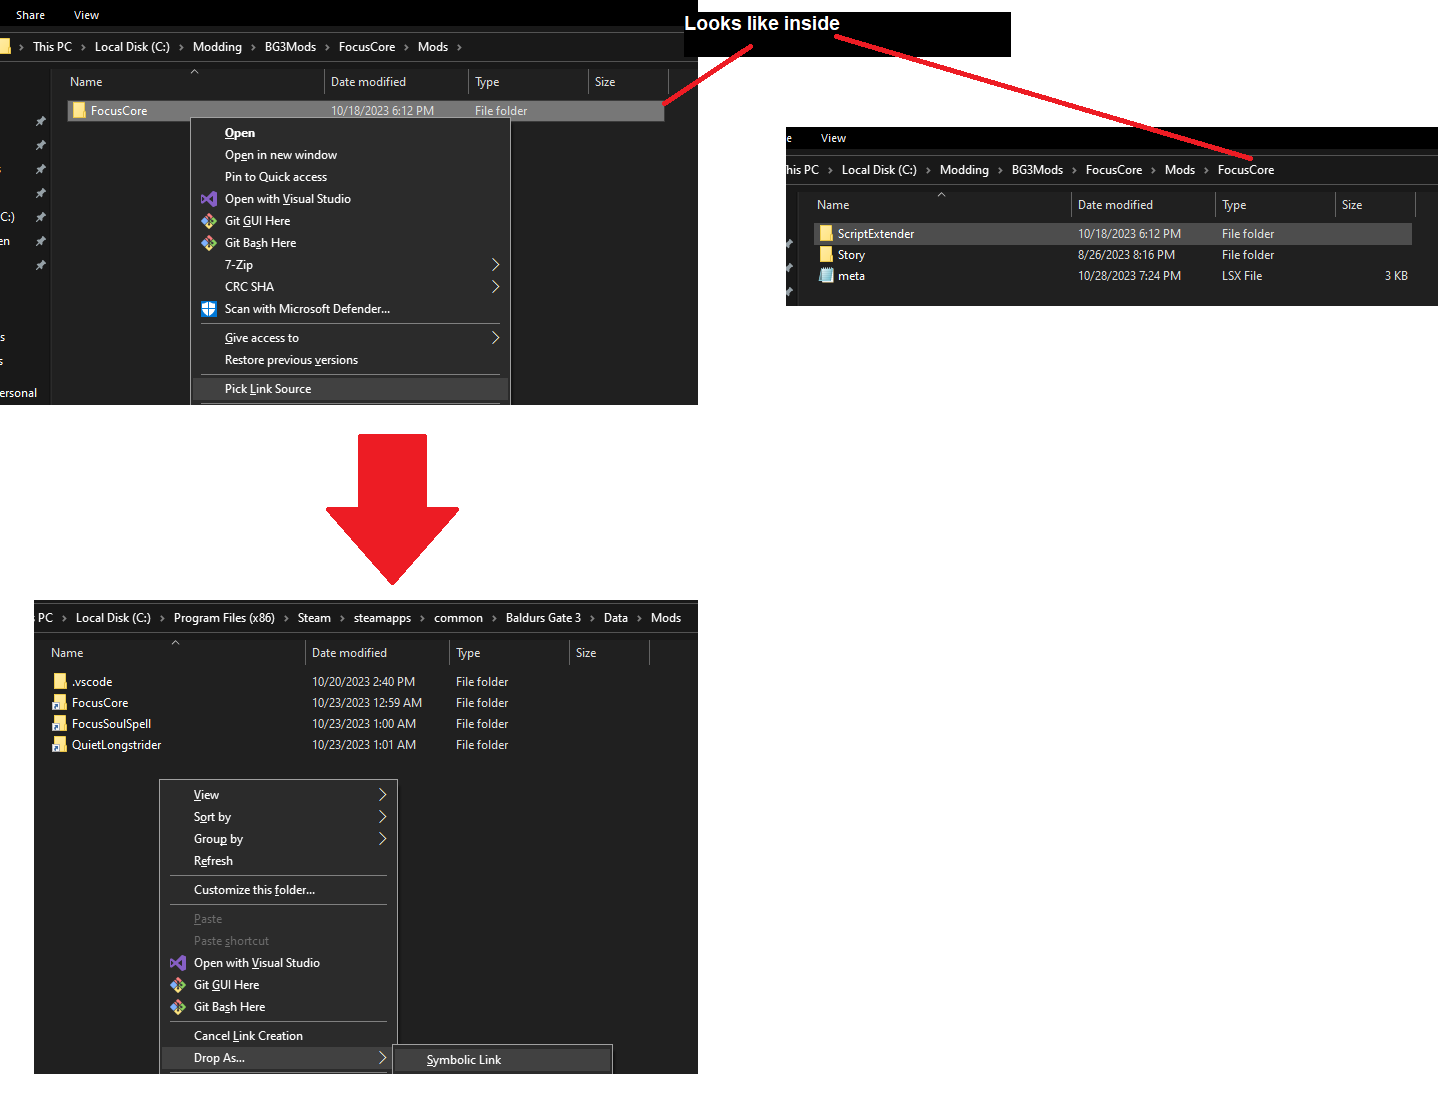 Share View
This PC > Local Disk (C:) > Modding > BG3Mods > FocusCore > Mods >
Name Date modified Type Size
FocusCore 10/18/2023 6:12 PM File folder
Open
Open in new window
Pin to Quick access
Open with Visual Studio
Git GUI Here
Git Bash Here
7-Zip
CRC SHA
Scan with Microsoft Defender...
Give access to
Restore previous versions
Pick Link Source
C:)
en
s
s
ersonal
Looks like inside
e View
his PC > Local Disk (C:) > Modding > BG3Mods > FocusCore > Mods > FocusCore
Name Date modified Type Size
ScriptExtender 10/18/2023 6:12 PM File folder
Story 8/26/2023 8:16 PM File folder
meta 10/28/2023 7:24 PM LSX File 3 KB
PC > Local Disk (C:) > Program Files (x86) > Steam > steamapps > common > Baldurs Gate 3 > Data > Mods
Name Date modified Type Size
.vscode 10/20/2023 2:40 PM File folder
FocusCore 10/23/2023 12:59 AM File folder
FocusSoulSpell 10/23/2023 1:00 AM File folder
QuietLongstrider 10/23/2023 1:01 AM File folder
View
Sort by
Group by
Refresh
Customize this folder...
Paste
Paste shortcut
Open with Visual Studio
Git GUI Here
Git Bash Here
Cancel Link Creation
Drop As...
Symbolic Link